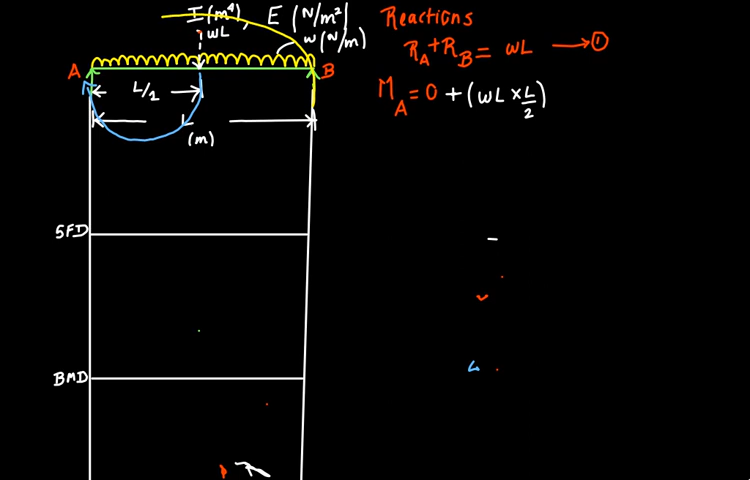 I (m⁴), E (N/m²)
wL
w (N/m)
A
B
L/2
L
(m)
SFD
BMD
Reactions
R_A + R_B = wL → ①
M_A = 0 + (wL × L/2)